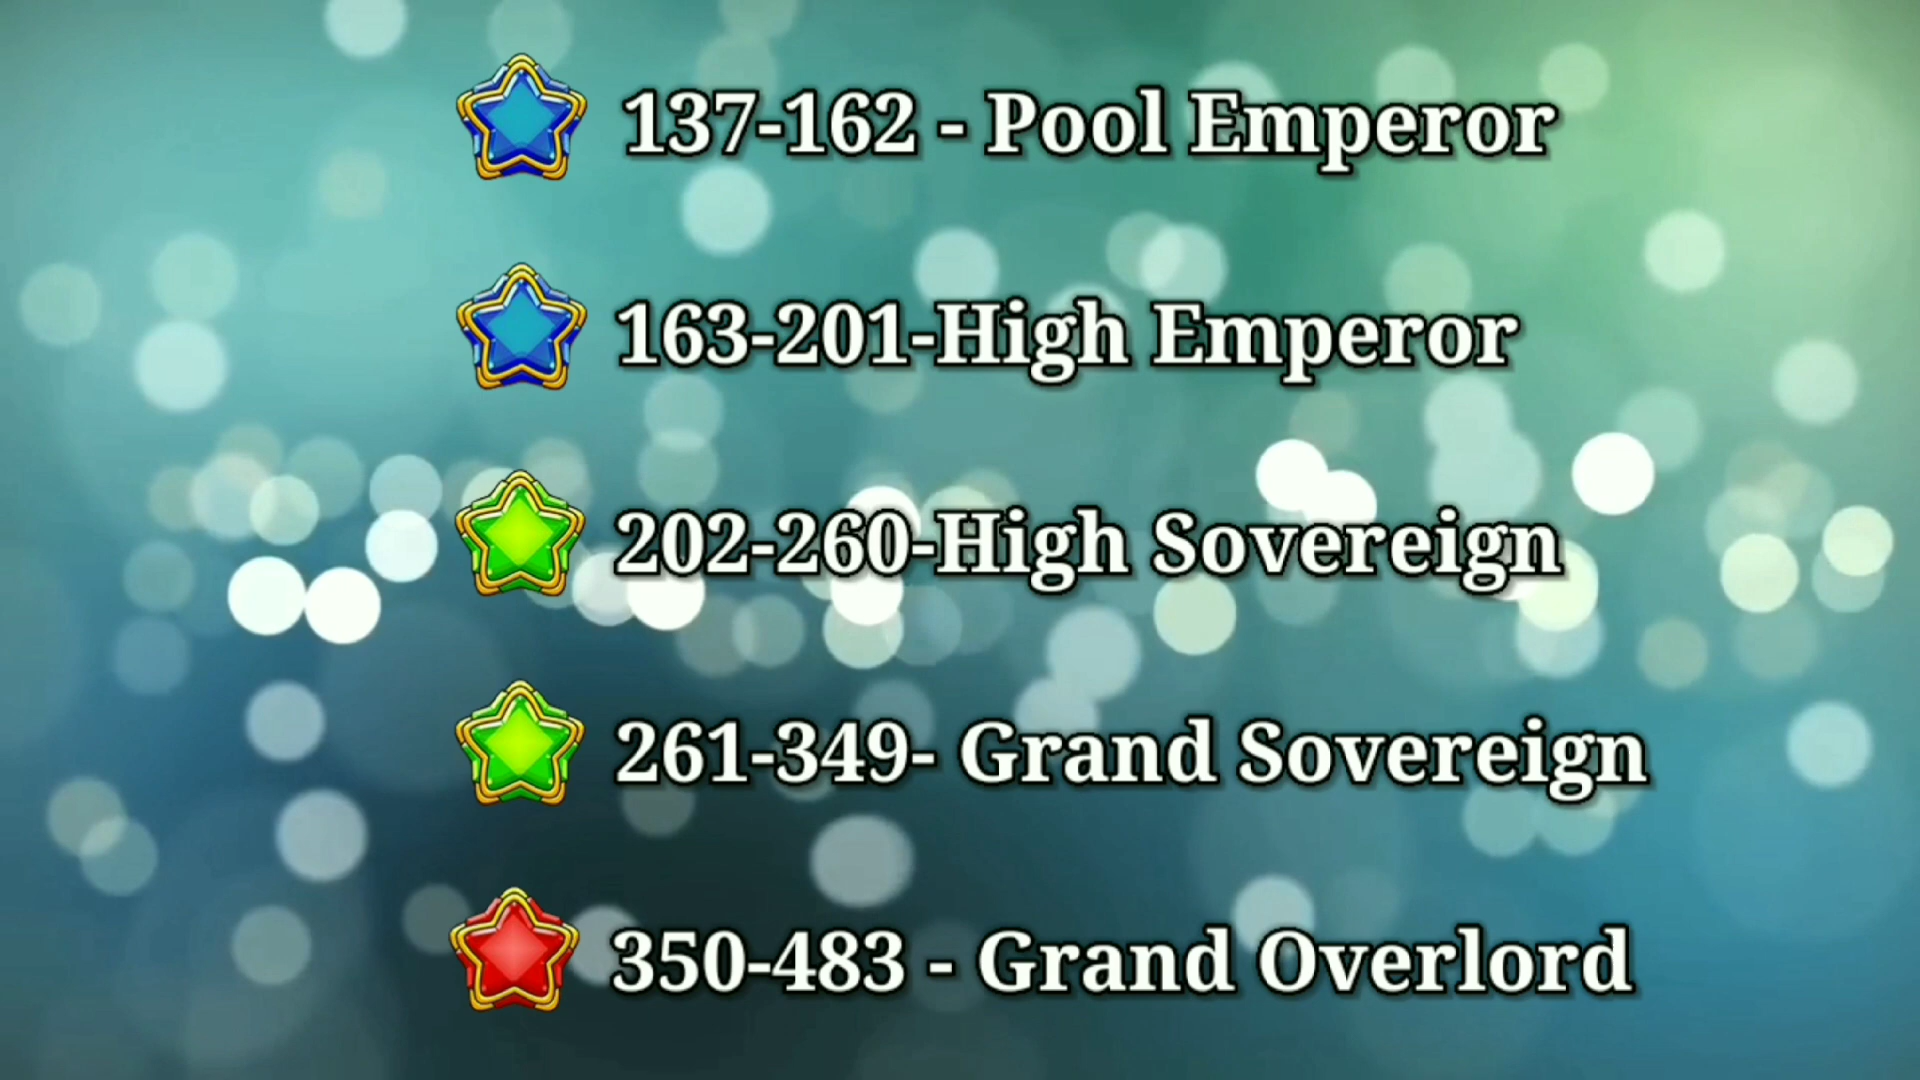 137-162 - Pool Emperor
163-201-High Emperor
202-260-High Sovereign
261-349- Grand Sovereign
350-483 - Grand Overlord